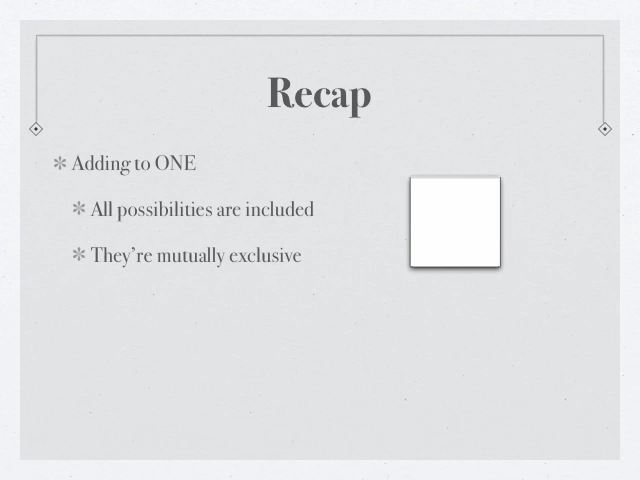 Recap
Adding to ONE
All possibilities are included
They're mutually exclusive